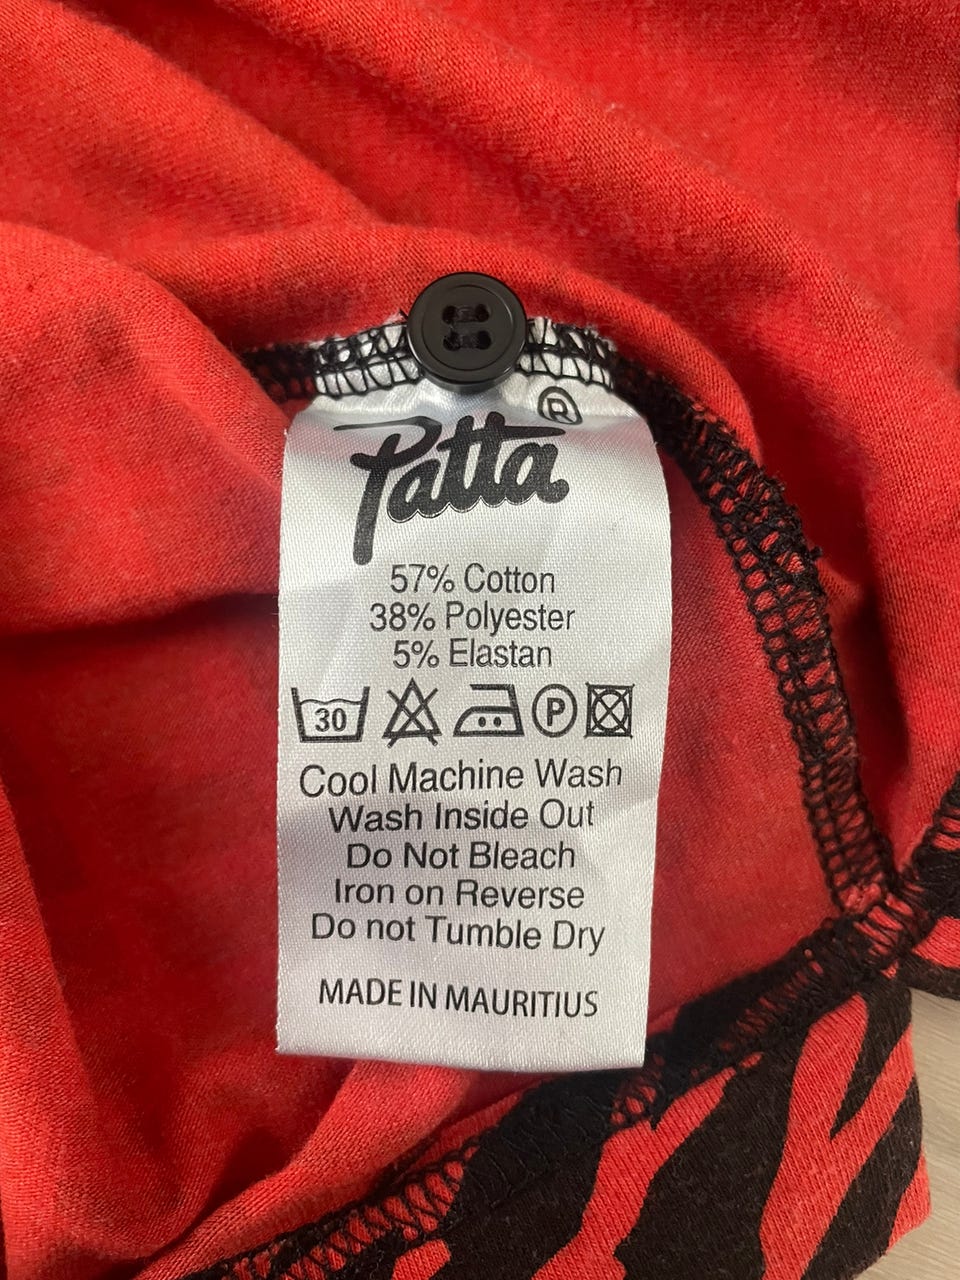 Patta®
57% Cotton
38% Polyester
5% Elastan
30 P
Cool Machine Wash
Wash Inside Out
Do Not Bleach
Iron on Reverse
Do not Tumble Dry
MADE IN MAURITIUS